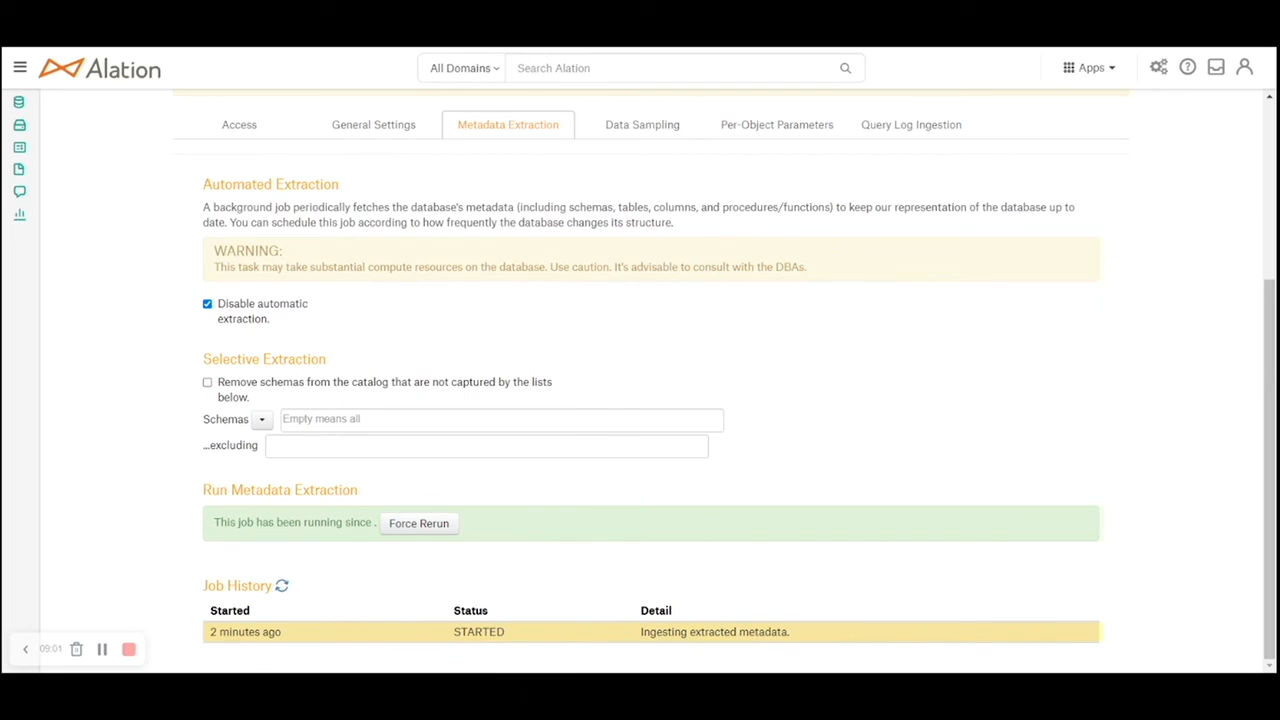 Alation
All Domains
Search Alation
Apps
Access
General Settings
Metadata Extraction
Data Sampling
Per-Object Parameters
Query Log Ingestion
Automated Extraction
A background job periodically fetches the database's metadata (including schemas, tables, columns, and procedures/functions) to keep our representation of the database up to
date. You can schedule this job according to how frequently the database changes its structure.
WARNING:
This task may take substantial compute resources on the database. Use caution. It's advisable to consult with the DBAs.
Disable automatic
extraction.
Selective Extraction
Remove schemas from the catalog that are not captured by the lists
below.
Schemas
Empty means all
...excluding
Run Metadata Extraction
This job has been running since .
Force Rerun
Job History
Started Status Detail
2 minutes ago STARTED Ingesting extracted metadata.
09:01